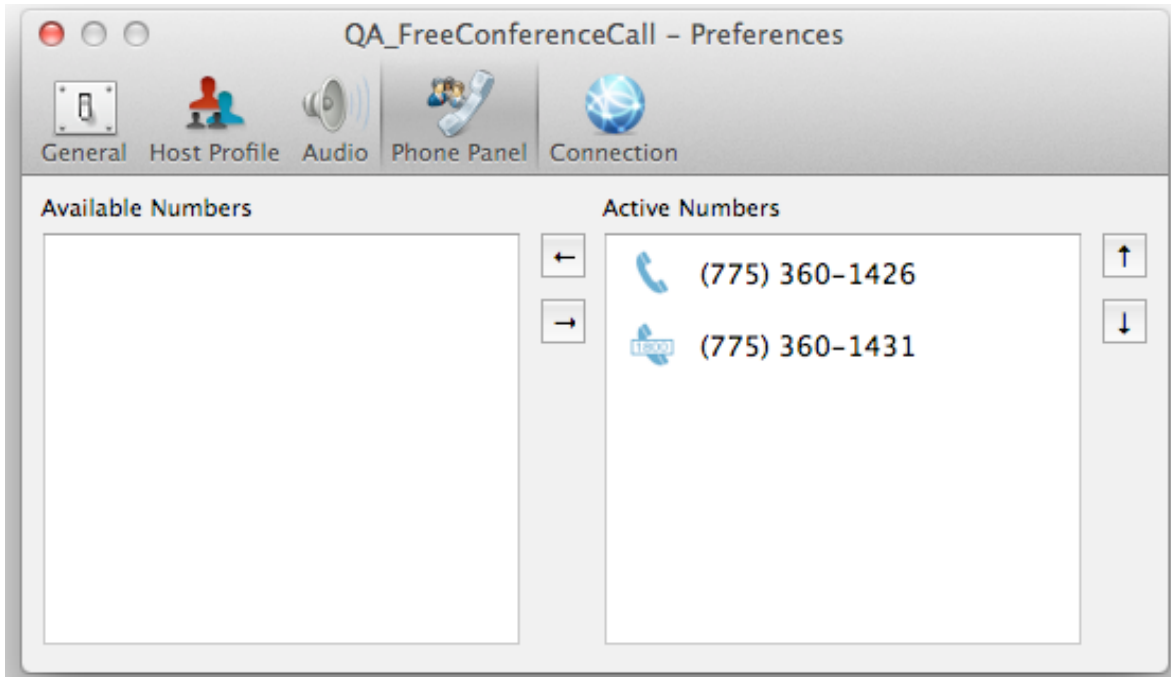 QA_FreeConferenceCall – Preferences
General Host Profile Audio Phone Panel Connection
Available Numbers Active Numbers
← (775) 360–1426 ↑
→ 1800 (775) 360–1431 ↓